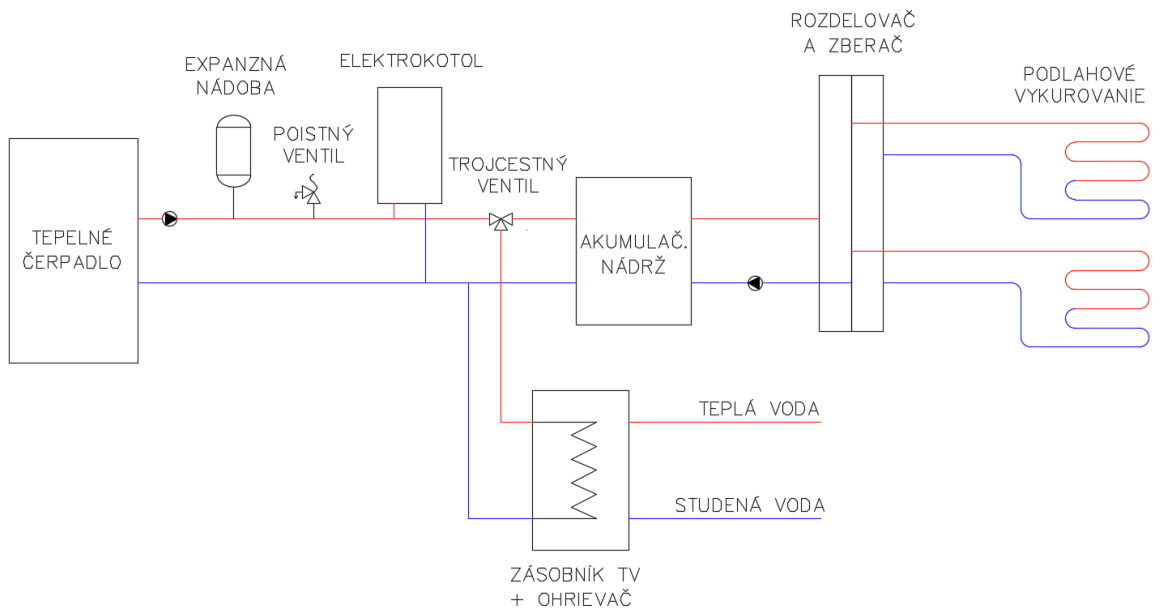 ROZDELOVAČ
A ZBERAČ
EXPANZNÁ
NÁDOBA
ELEKTROKOTOL
PODLAHOVÉ
VYKUROVANIE
POISTNÝ
VENTIL
TROJCESTNÝ
VENTIL
TEPELNÉ
ČERPADLO
AKUMULAČ.
NÁDRŽ
TEPLÁ VODA
STUDENÁ VODA
ZÁSOBNÍK TV
+ OHRIEVAČ